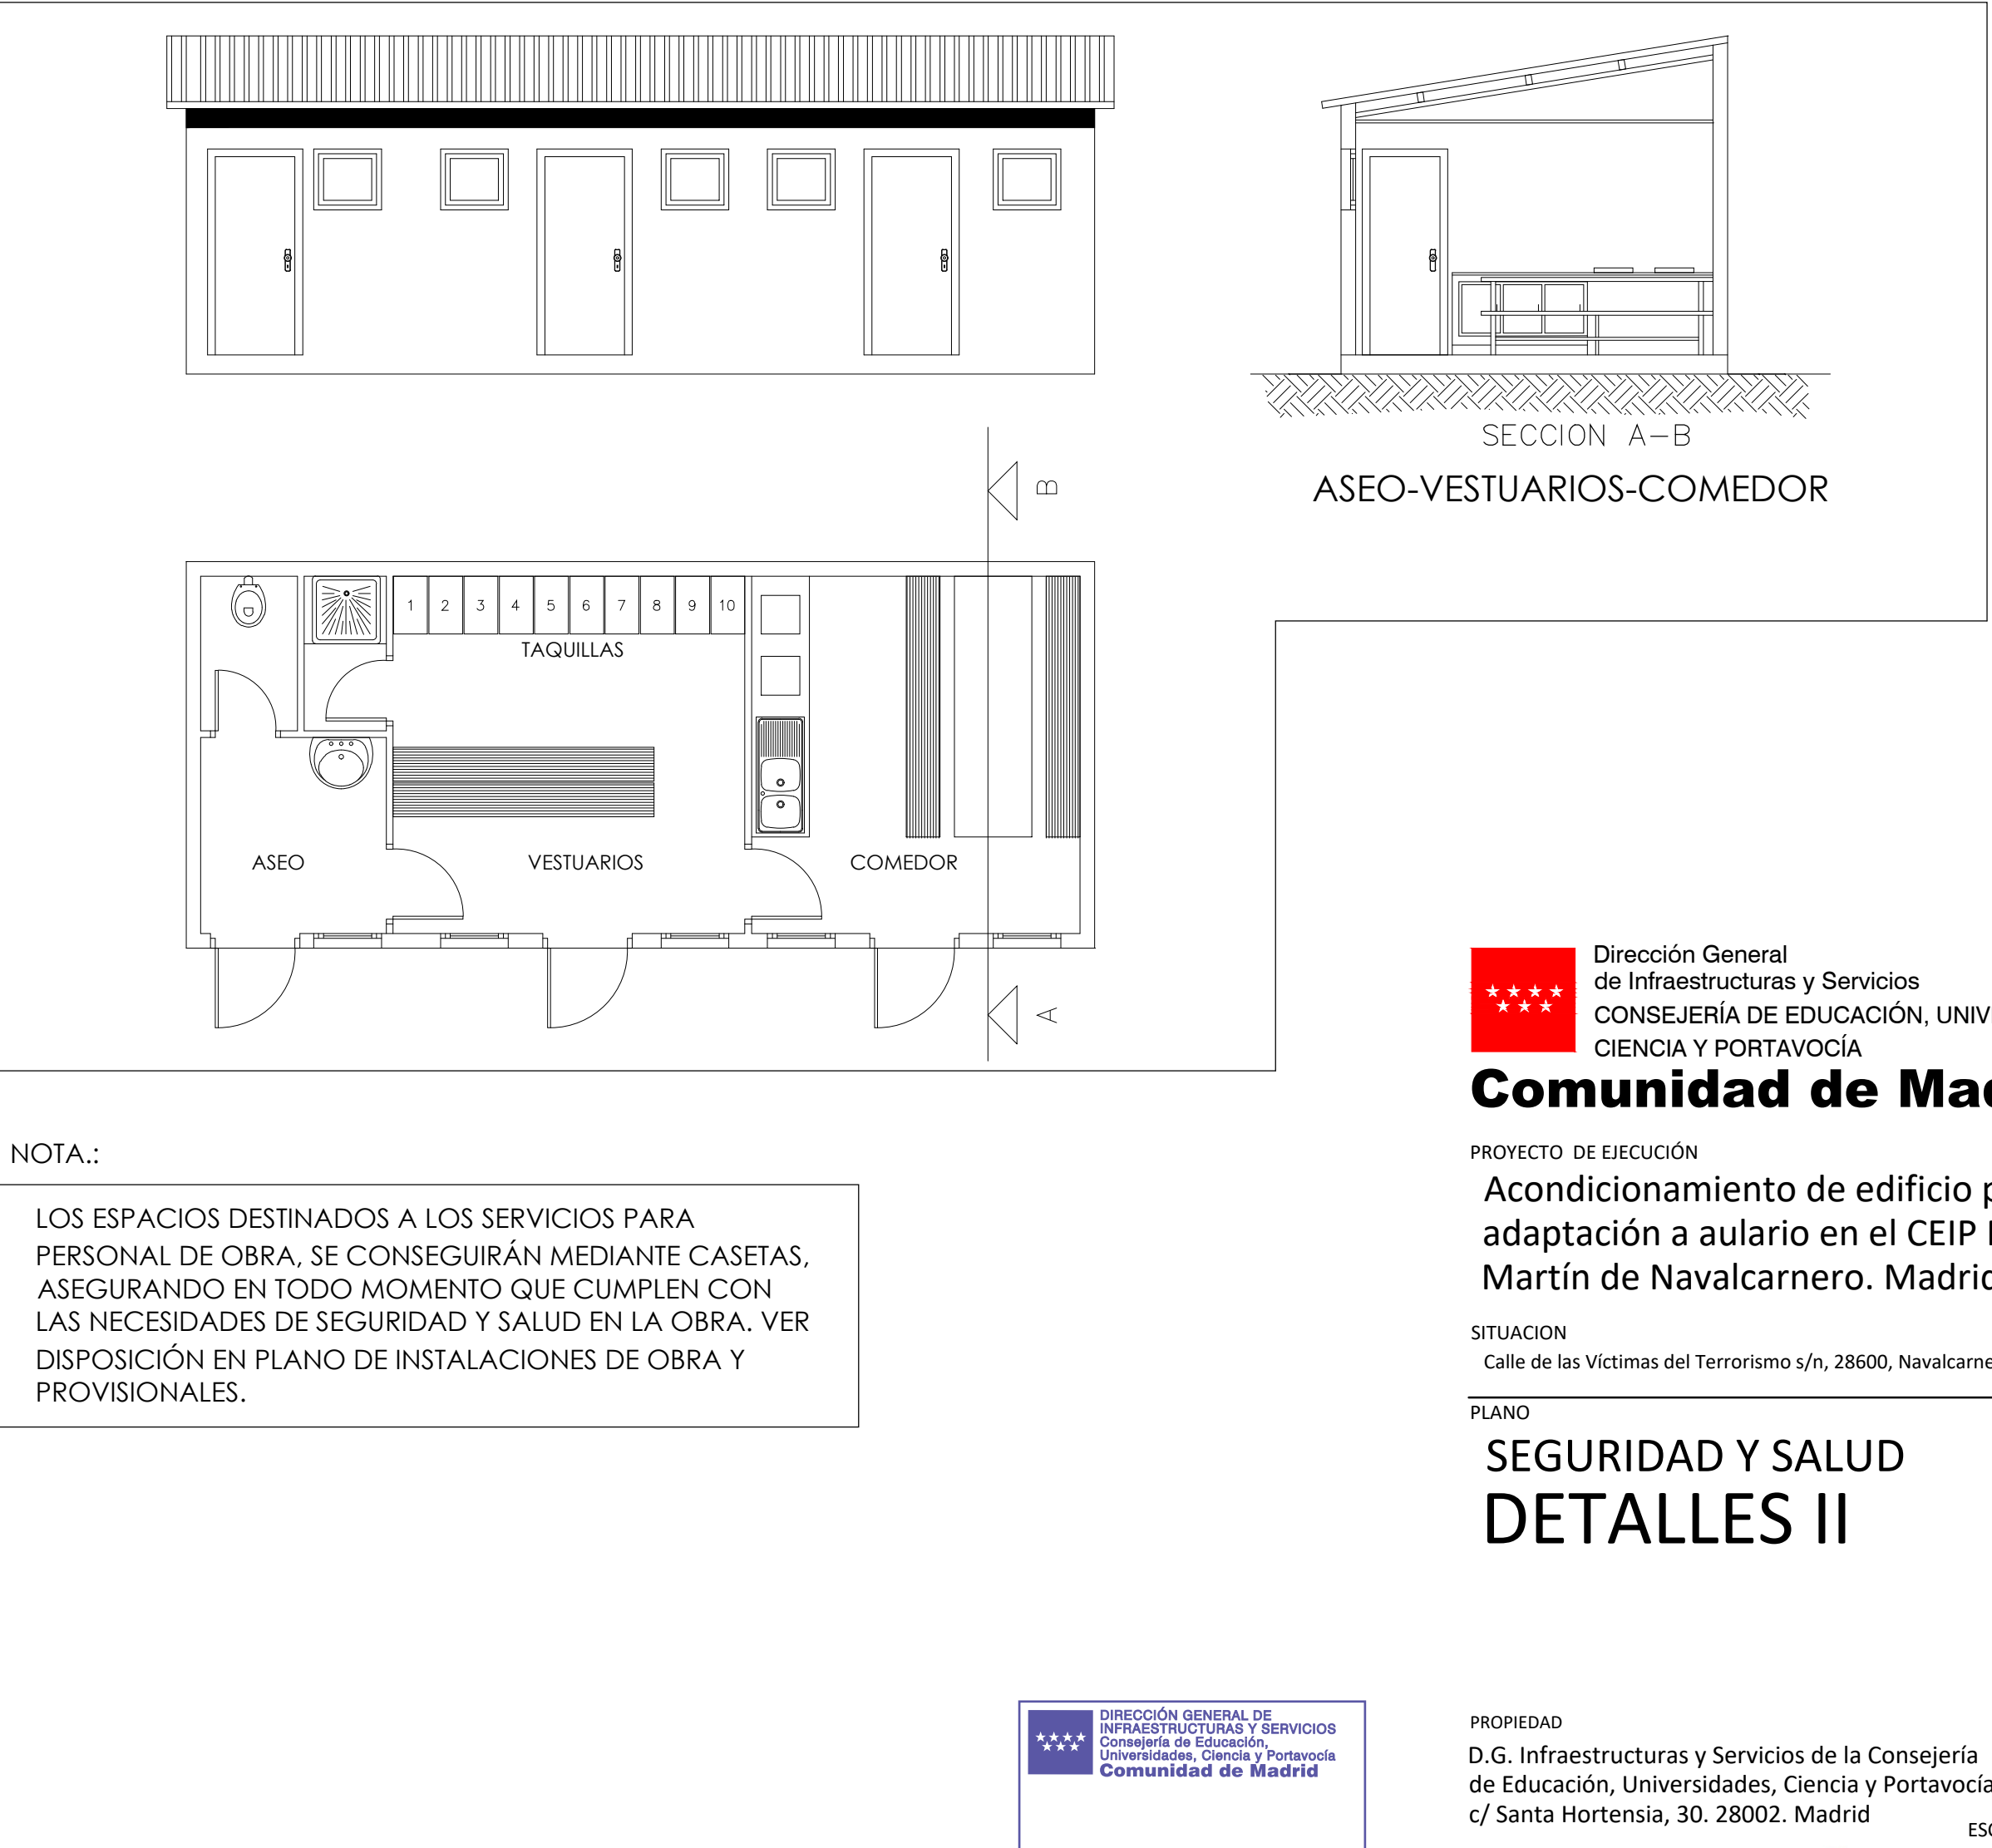 SECCION A-B
ASEO-VESTUARIOS-COMEDOR
B
1 2 3 4 5 6 7 8 9 10
TAQUILLAS
ASEO
VESTUARIOS
COMEDOR
A
NOTA.:
LOS ESPACIOS DESTINADOS A LOS SERVICIOS PARA
PERSONAL DE OBRA, SE CONSEGUIRÁN MEDIANTE CASETAS,
ASEGURANDO EN TODO MOMENTO QUE CUMPLEN CON
LAS NECESIDADES DE SEGURIDAD Y SALUD EN LA OBRA. VER
DISPOSICIÓN EN PLANO DE INSTALACIONES DE OBRA Y
PROVISIONALES.
Dirección General
de Infraestructuras y Servicios
CONSEJERÍA DE EDUCACIÓN,
CIENCIA Y PORTAVOCÍA
Comunidad de
PROYECTO DE EJECUCIÓN
Acondicionamiento de edificio
adaptación a aulario en el CEIP
Martín de Navalcarnero. Madrid
SITUACION
Calle de las Víctimas del Terrorismo s/n, 28600,
PLANO
SEGURIDAD Y SALUD
DETALLES II
DIRECCIÓN GENERAL DE
INFRAESTRUCTURAS Y SERVICIOS
Consejería de Educación,
Universidades, Ciencia y Portavocía
Comunidad de Madrid
PROPIEDAD
D.G. Infraestructuras y Servicios de la Consejería
de Educación, Universidades, Ciencia y Portavocía
c/ Santa Hortensia, 30. 28002. Madrid